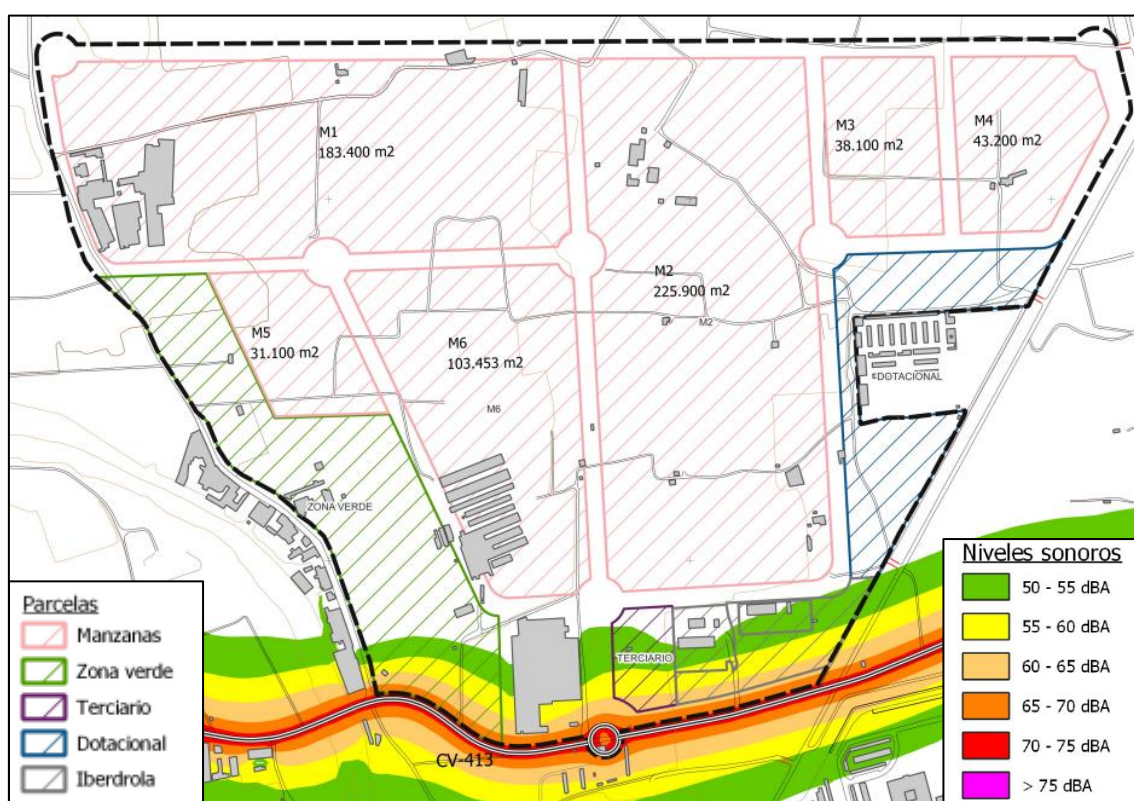 M1
183.400 m2
M3
38.100 m2
M4
43.200 m2
M2
225.900 m2
M2
M5
31.100 m2
M6
103.453 m2
M6
DOTACIONAL
ZONA VERDE
TERCIARIO
CV-413
Parcelas
Manzanas
Zona verde
Terciario
Dotacional
Iberdrola
Niveles sonoros
50 - 55 dBA
55 - 60 dBA
60 - 65 dBA
65 - 70 dBA
70 - 75 dBA
> 75 dBA